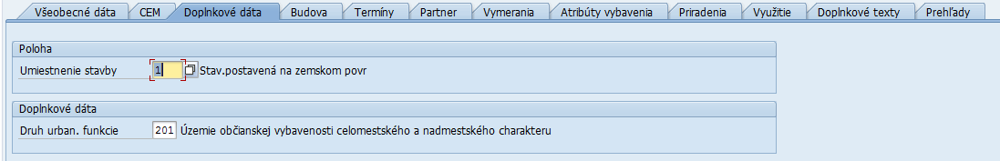 Všeobecné dáta CEM Doplnkové dáta Budova Termíny Partner Vymerania Atribúty vybavenia Priradenia Využitie Doplnkové texty Prehľady
Poloha
Umiestnenie stavby 1 Stav.postavená na zemskom povr
Doplnkové dáta
Druh urban. funkcie 201 Územie občianskej vybavenosti celomestského a nadmestského charakteru